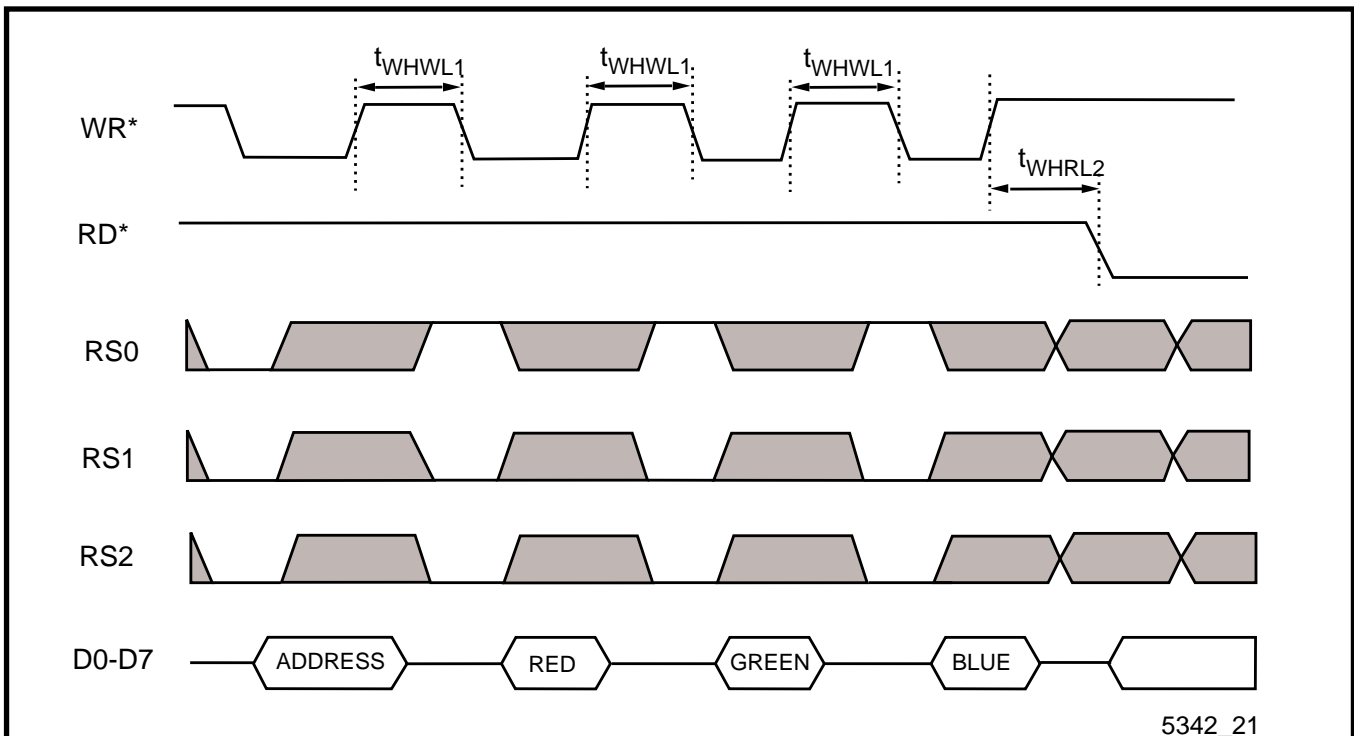 tWHWL1 tWHWL1 tWHWL1
WR*
tWHRL2
RD*
RS0
RS1
RS2
D0-D7 ADDRESS RED GREEN BLUE
5342_21